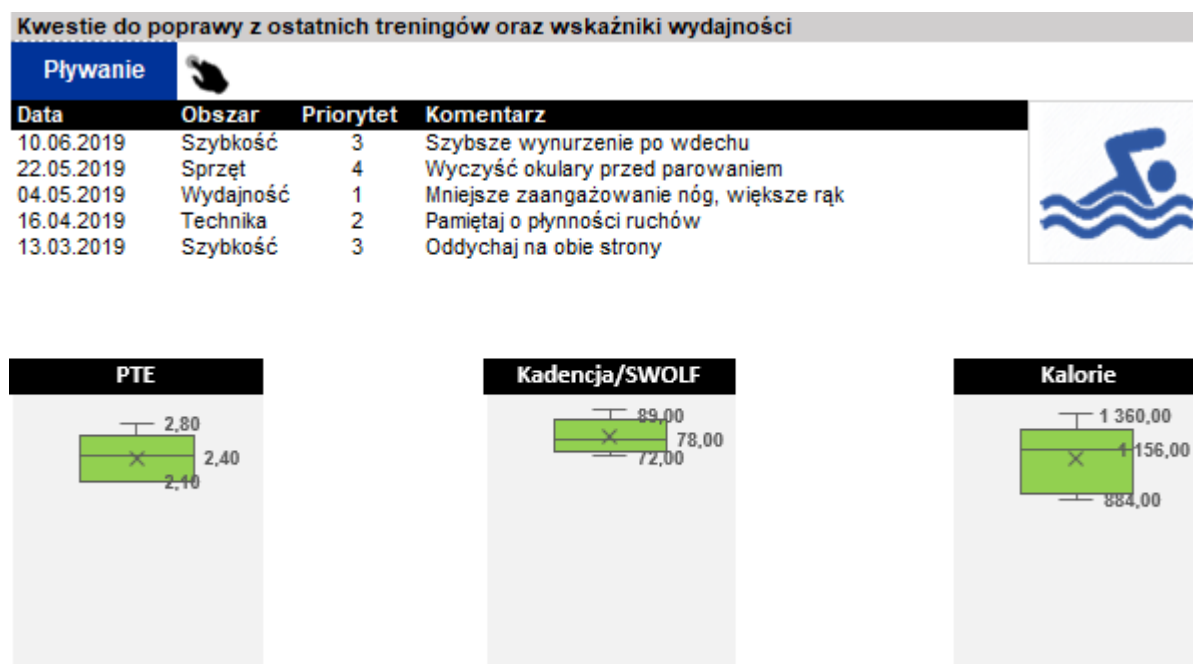 Kwestie do poprawy z ostatnich treningów oraz wskaźniki wydajności
Pływanie
Data Obszar Priorytet Komentarz
10.06.2019 Szybkość 3 Szybsze wynurzenie po wdechu
22.05.2019 Sprzęt 4 Wyczyść okulary przed parowaniem
04.05.2019 Wydajność 1 Mniejsze zaangażowanie nóg, większe rąk
16.04.2019 Technika 2 Pamiętaj o płynności ruchów
13.03.2019 Szybkość 3 Oddychaj na obie strony
PTE Kadencja/SWOLF Kalorie
2,80 89,00 1 360,00
2,40 78,00 1 156,00
2,10 72,00 884,00